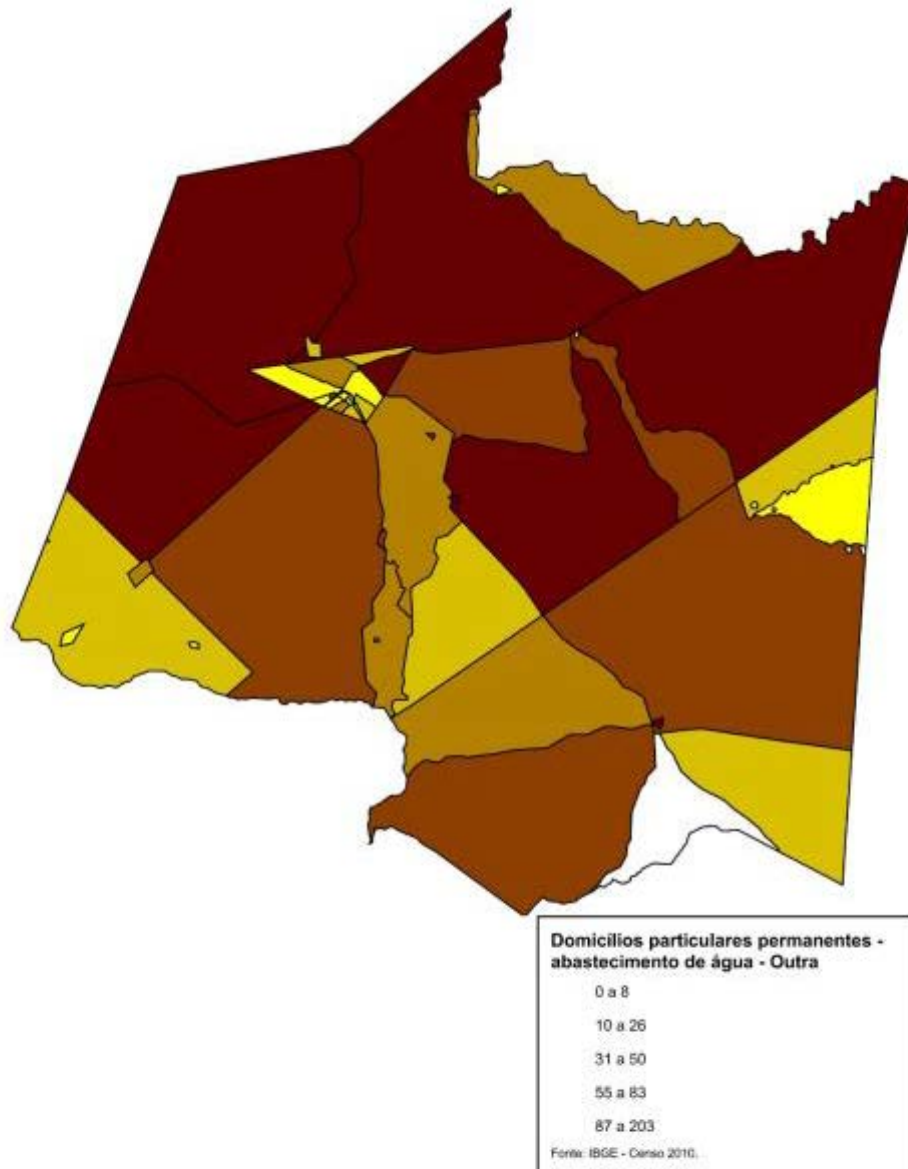 Domicílios particulares permanentes -
abastecimento de água - Outra
0 a 8
10 a 26
31 a 50
55 a 83
87 a 203
Fonte: IBGE - Censo 2010.